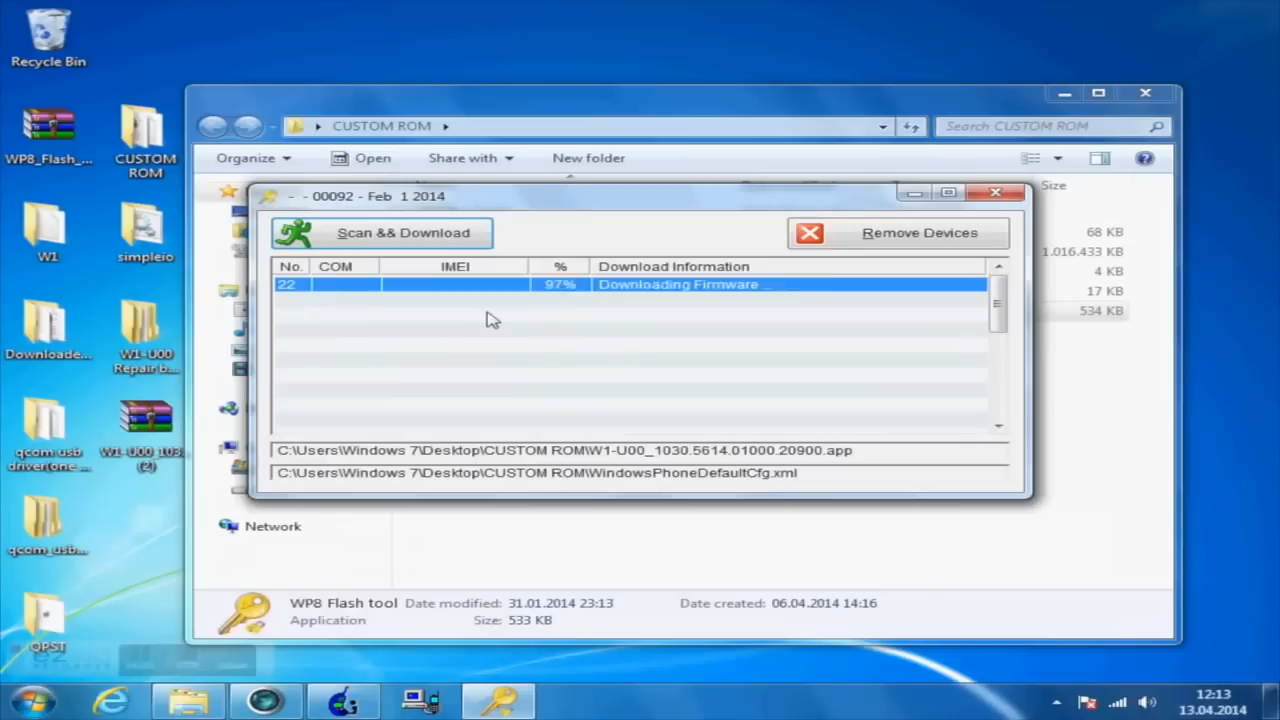 Recycle Bin
WP8_Flash_...
CUSTOM
ROM
W1
simpleio
Downloade...
W1-U00
Repair b...
qcom usb
driver(one ...
W1-U00_103
(2)
qcom_usb...
QPST
CUSTOM ROM
Search CUSTOM ROM
Organize
Open
Share with
New folder
Size
68 KB
1.016.433 KB
4 KB
17 KB
534 KB
- - 00092 - Feb 1 2014
Scan && Download
Remove Devices
No. COM IMEI % Download Information
22 97% Downloading Firmware ...
C:\Users\Windows 7\Desktop\CUSTOM ROM\W1-U00_1030.5614.01000.20900.app
C:\Users\Windows 7\Desktop\CUSTOM ROM\WindowsPhoneDefaultCfg.xml
Network
WP8 Flash tool Date modified: 31.01.2014 23:13 Date created: 06.04.2014 14:16
Application Size: 533 KB
12:13
13.04.2014